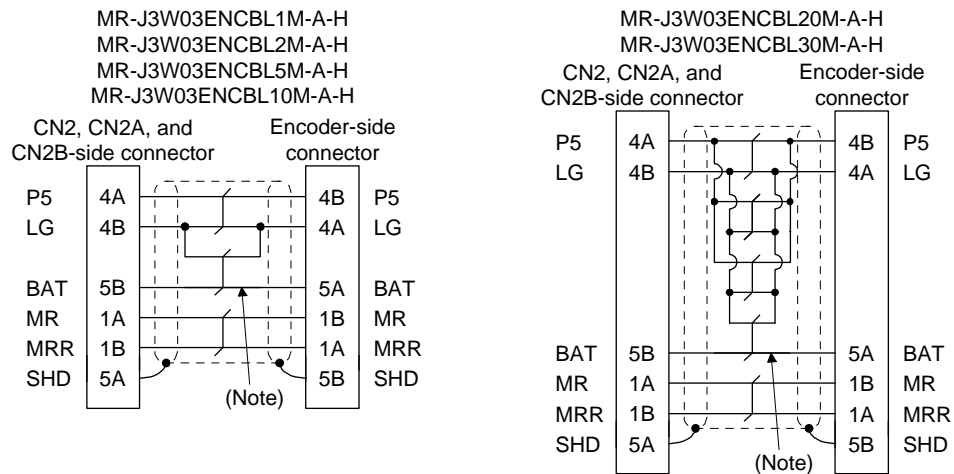 MR-J3W03ENCBL1M-A-H
MR-J3W03ENCBL2M-A-H
MR-J3W03ENCBL5M-A-H
MR-J3W03ENCBL10M-A-H
CN2, CN2A, and
CN2B-side connector
Encoder-side
connector
P5 4A 4B P5
LG 4B 4A LG
BAT 5B 5A BAT
MR 1A 1B MR
MRR 1B 1A MRR
SHD 5A 5B SHD
(Note)
MR-J3W03ENCBL20M-A-H
MR-J3W03ENCBL30M-A-H
CN2, CN2A, and
CN2B-side connector
Encoder-side
connector
P5 4A 4B P5
LG 4B 4A LG
BAT 5B 5A BAT
MR 1A 1B MR
MRR 1B 1A MRR
SHD 5A 5B SHD
(Note)